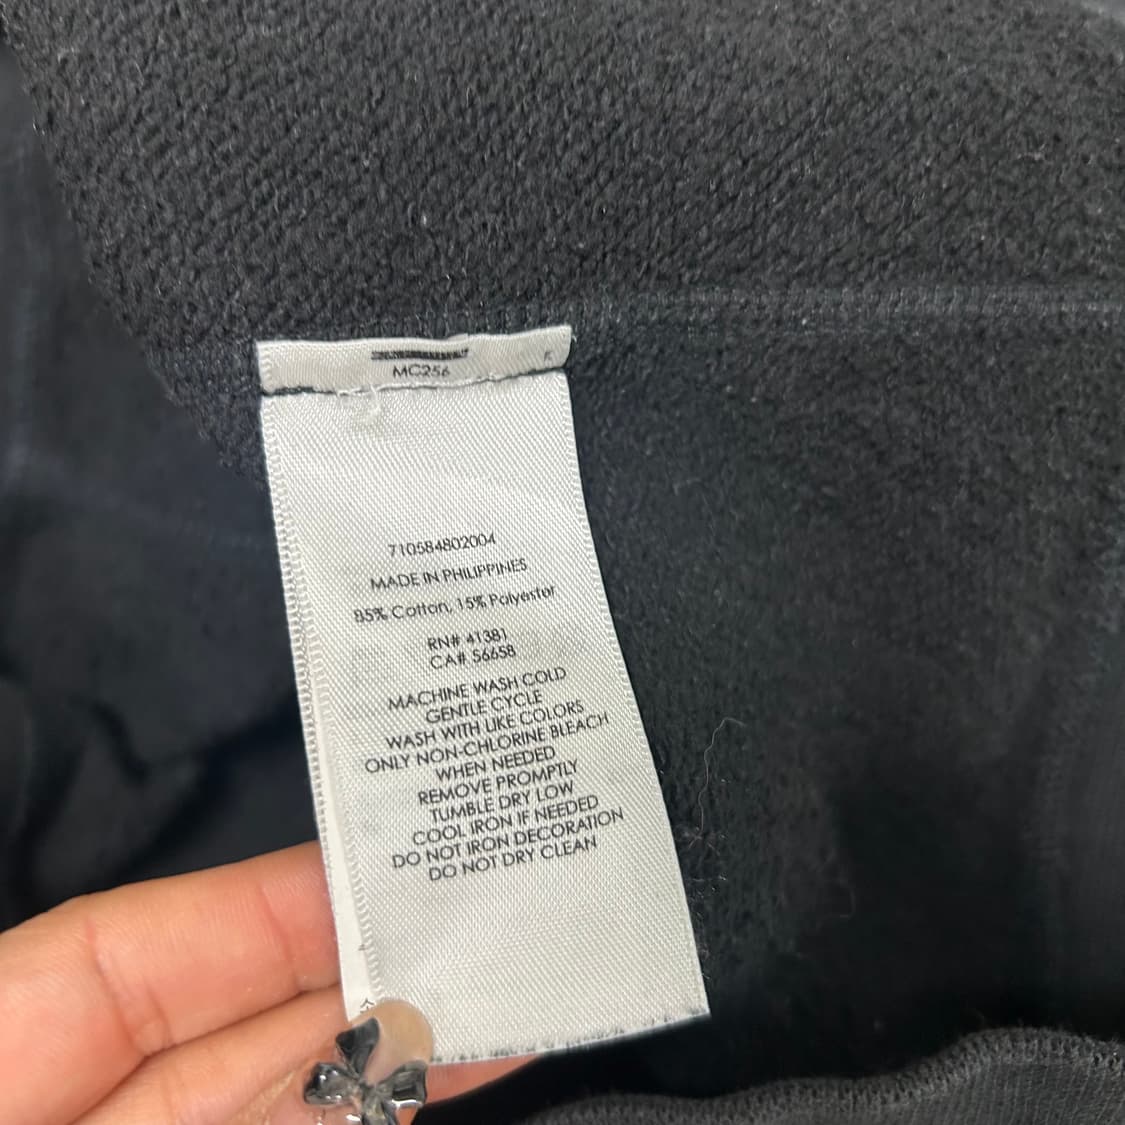 MC256
710584802004
MADE IN PHILIPPINES
85% Cotton, 15% Polyester
RN# 41381
CA# 56658
MACHINE WASH COLD
GENTLE CYCLE
WASH WITH LIKE COLORS
ONLY NON-CHLORINE BLEACH
WHEN NEEDED
REMOVE PROMPTLY
TUMBLE DRY LOW
COOL IRON IF NEEDED
DO NOT IRON DECORATION
DO NOT DRY CLEAN